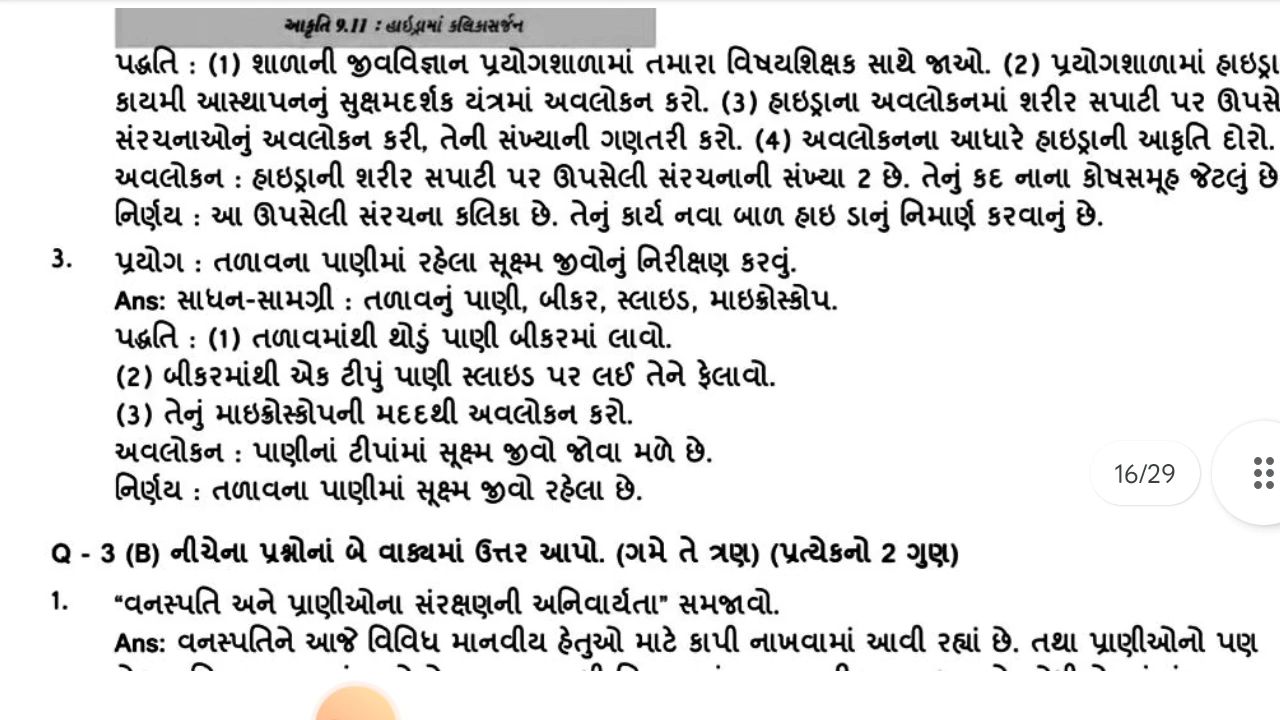 આકૃતિ 9.11 : હાઇડ્રામાં કલિકાસર્જન
પદ્ધતિ : (1) શાળાની જીવવિજ્ઞાન પ્રયોગશાળામાં તમારા વિષયશિક્ષક સાથે જાઓ. (2) પ્રયોગશાળામાં હાઇડ્રા
કાયમી આસ્થાપનનું સુક્ષમદર્શક યંત્રમાં અવલોકન કરો. (3) હાઇડ્રાના અવલોકનમાં શરીર સપાટી પર ઊપસે
સંરચનાઓનું અવલોકન કરી, તેની સંખ્યાની ગણતરી કરો. (4) અવલોકનના આધારે હાઇડ્રાની આકૃતિ દોરો.
અવલોકન : હાઇડ્રાની શરીર સપાટી પર ઊપસેલી સંરચનાની સંખ્યા 2 છે. તેનું કદ નાના કોષસમૂહ જેટલું છે
નિર્ણય : આ ઊપસેલી સંરચના કલિકા છે. તેનું કાર્ય નવા બાળ હાઇ ડાનું નિમાર્ણ કરવાનું છે.
3. પ્રયોગ : તળાવના પાણીમાં રહેલા સૂક્ષ્મ જીવોનું નિરીક્ષણ કરવું.
Ans: સાધન-સામગ્રી : તળાવનું પાણી, બીકર, સ્લાઇડ, માઇક્રોસ્કોપ.
પદ્ધતિ : (1) તળાવમાંથી થોડું પાણી બીકરમાં લાવો.
(2) બીકરમાંથી એક ટીપું પાણી સ્લાઇડ પર લઈ તેને ફેલાવો.
(3) તેનું માઇક્રોસ્કોપની મદદથી અવલોકન કરો.
અવલોકન : પાણીનાં ટીપાંમાં સૂક્ષ્મ જીવો જોવા મળે છે.
16/29
નિર્ણય : તળાવના પાણીમાં સૂક્ષ્મ જીવો રહેલા છે.
Q - 3 (B) નીચેના પ્રશ્નોનાં બે વાક્યમાં ઉત્તર આપો. (ગમે તે ત્રણ) (પ્રત્યેકનો 2 ગુણ)
1. “વનસ્પતિ અને પ્રાણીઓના સંરક્ષણની અનિવાર્યતા” સમજાવો.
Ans: વનસ્પતિને આજે વિવિધ માનવીય હેતુઓ માટે કાપી નાખવામાં આવી રહ્યાં છે. તથા પ્રાણીઓનો પણ